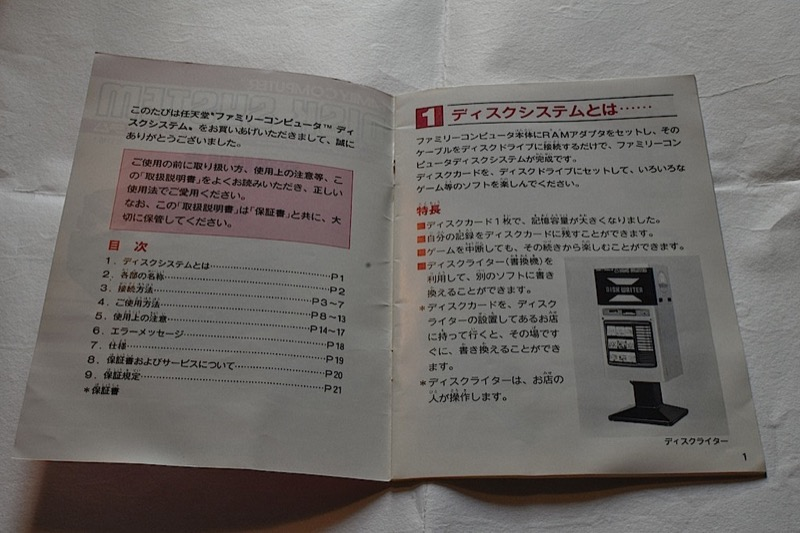 このたびは任天堂"ファミリーコンピュータ™ ディ
スクシステム"をお買いあげいただきまして、誠に
ありがとうございました。
ご使用の前に取り扱い方、使用上の注意等、こ
の「取扱説明書」をよくお読みいただき、正しい
使用法でご愛用ください。
なお、この「取扱説明書」は「保証書」と共に、大
切に保管してください。
目 次
1. ディスクシステムとは……P1
2. 各部の名称……P2
3. 接続方法……P3~7
4. ご使用方法……P8~13
5. 使用上の注意……P14~17
6. エラーメッセージ……P18
7. 仕様……P19
8. 保証書およびサービスについて……P20
9. 保証規定……P21
*保証書
1 ディスクシステムとは……
ファミリーコンピュータ本体にRAMアダプタをセットし、その
ケーブルをディスクドライブに接続するだけで、ファミリーコン
ピュータディスクシステムが完成です。
ディスクカードを、ディスクドライブにセットして、いろいろな
ゲーム等のソフトを楽しんでください。
特長
■ディスクカード1枚で、記憶容量が大きくなりました。
■自分の記録をディスクカードに残すことができます。
■ゲームを中断しても、その続きから楽しむことができます。
■ディスクライター(書換機)を
利用して、別のソフトに書き
換えることができます。
*ディスクカードを、ディスク
ライターの設置してあるお店
に持って行くと、その場です
ぐに、書き換えることができ
ます。
*ディスクライターは、お店の
人が操作します。
DISK WRITER
ディスクライター
1